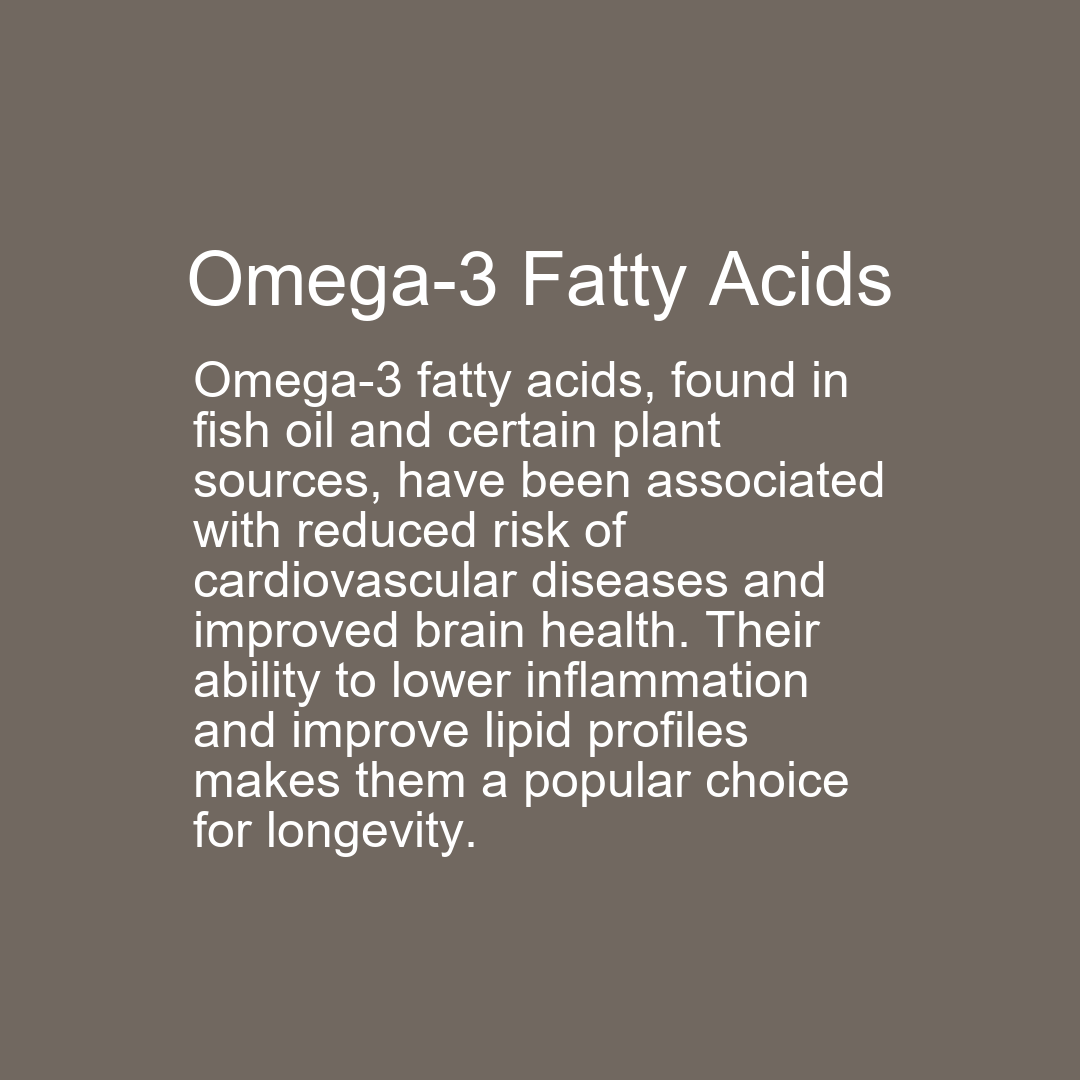 Omega-3 Fatty Acids
Omega-3 fatty acids, found in
fish oil and certain plant
sources, have been associated
with reduced risk of
cardiovascular diseases and
improved brain health. Their
ability to lower inflammation
and improve lipid profiles
makes them a popular choice
for longevity.